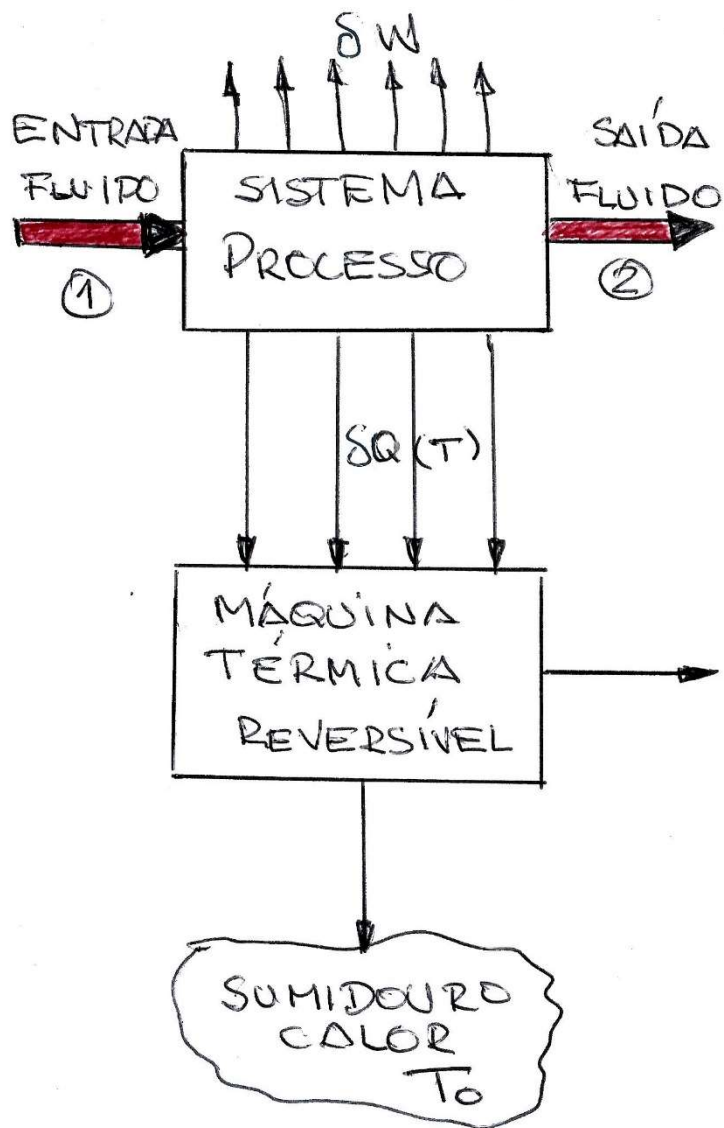 δW
ENTRADA
FLUIDO
①
SISTEMA
PROCESSO
SAÍDA
FLUIDO
②
δQ (T)
MÁQUINA
TÉRMICA
REVERSÍVEL
SUMIDOURO
CALOR
To